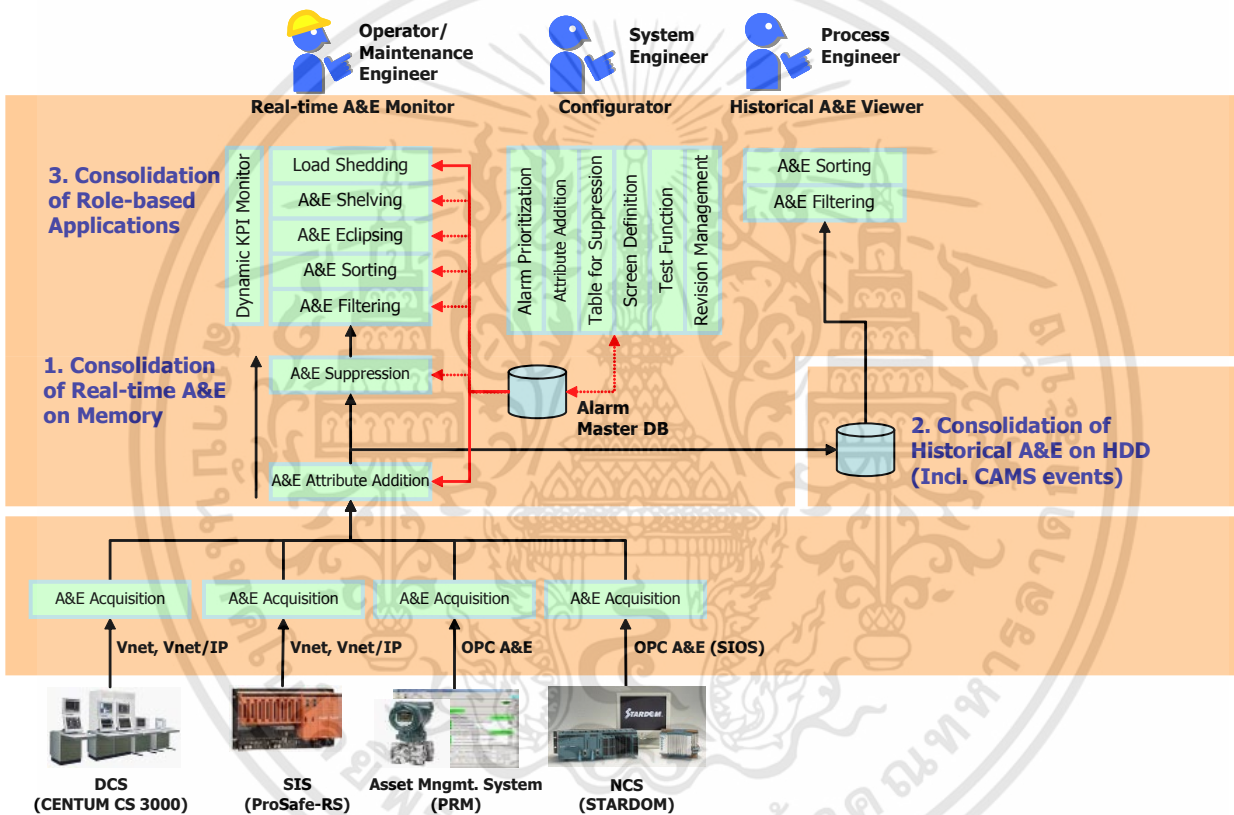 Operator/
Maintenance
Engineer
System
Engineer
Process
Engineer
Real-time A&E Monitor
Configurator
Historical A&E Viewer
3. Consolidation
of Role-based
Applications
Dynamic KPI Monitor
Load Shedding
A&E Shelving
A&E Eclipsing
A&E Sorting
A&E Filtering
Alarm Prioritization
Attribute Addition
Table for Suppression
Screen Definition
Test Function
Revision Management
A&E Sorting
A&E Filtering
1. Consolidation
of Real-time A&E
on Memory
A&E Suppression
Alarm
Master DB
2. Consolidation of
Historical A&E on HDD
(Incl. CAMS events)
A&E Attribute Addition
A&E Acquisition
A&E Acquisition
A&E Acquisition
A&E Acquisition
Vnet, Vnet/IP
Vnet, Vnet/IP
OPC A&E
OPC A&E (SIOS)
STARDOM
DCS
(CENTUM CS 3000)
SIS
(ProSafe-RS)
Asset Mngmt. System
(PRM)
NCS
(STARDOM)